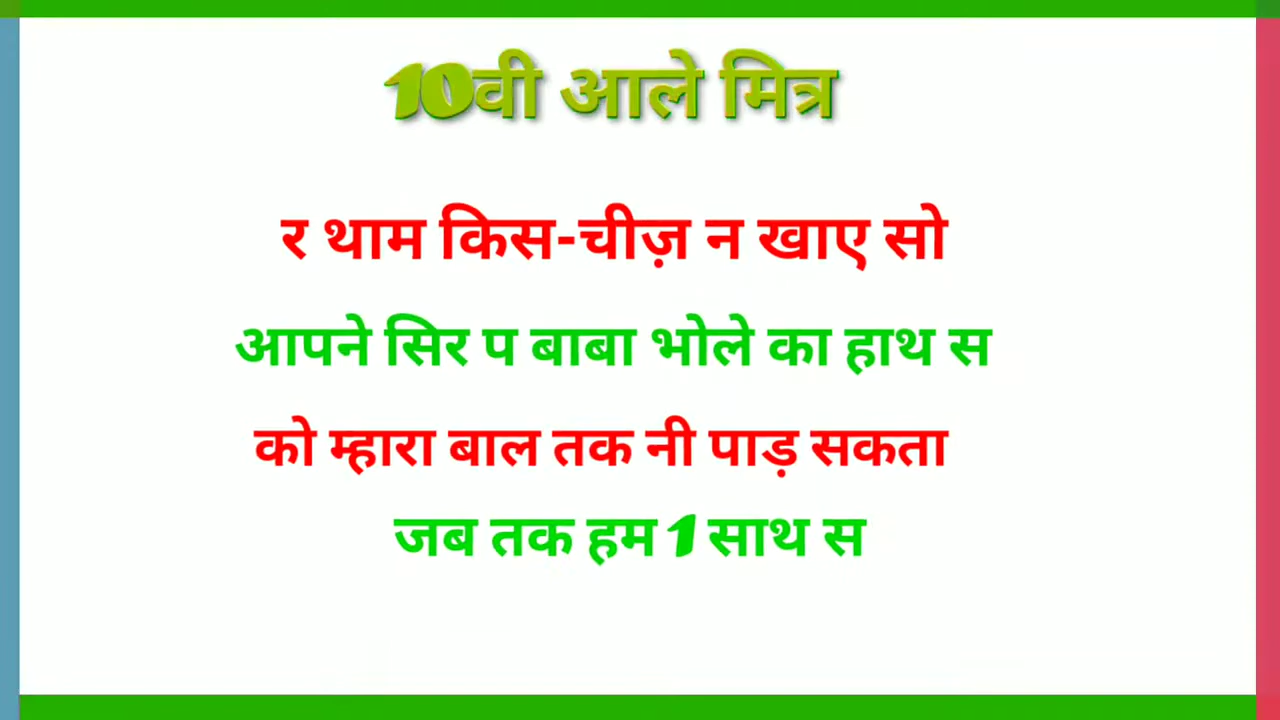 10वी आले मित्र
र थाम किस-चीज़ न खाए सो
आपने सिर प बाबा भोले का हाथ स
को म्हारा बाल तक नी पाड़ सकता
जब तक हम 1 साथ स